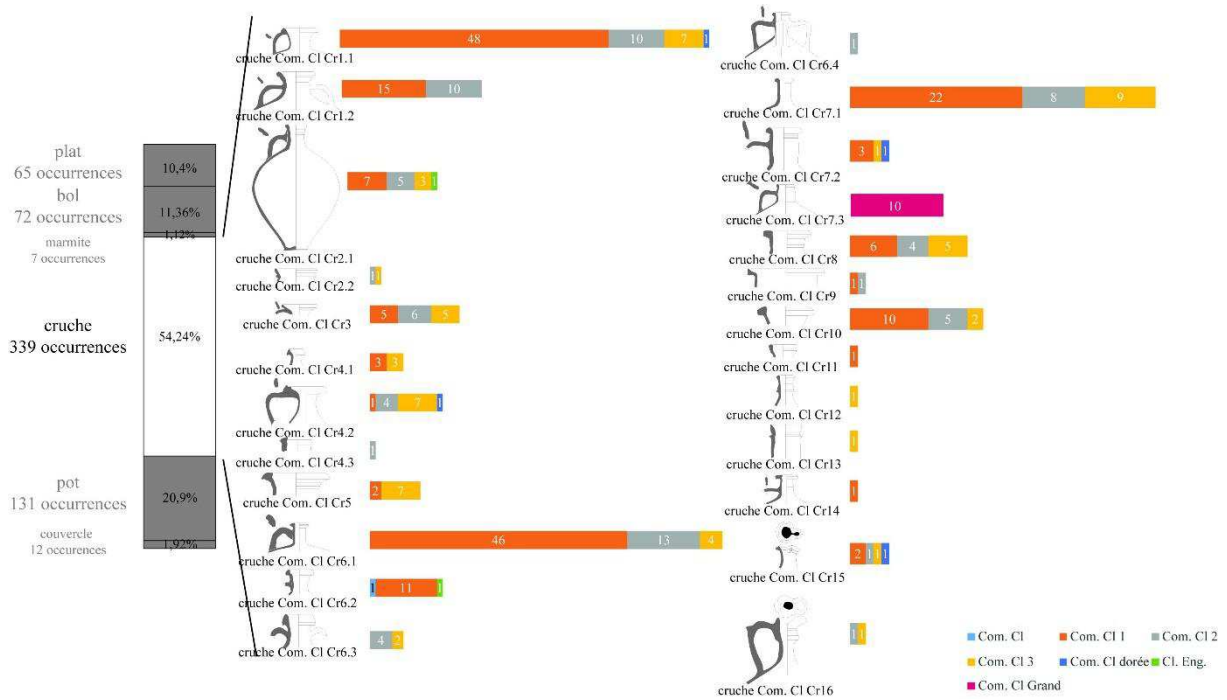 plat
65 occurrences
bol
72 occurrences
marmite
7 occurrences
cruche
339 occurrences
pot
131 occurrences
couvercle
12 occurences
10,4%
11,36%
1,12%
54,24%
20,9%
1,92%
cruche Com. Cl Cr1.1
48 10 7 1
cruche Com. Cl Cr1.2
15 10
cruche Com. Cl Cr2.1
7 5 3 1
cruche Com. Cl Cr2.2
1 1
cruche Com. Cl Cr3
5 6 5
cruche Com. Cl Cr4.1
3 3
cruche Com. Cl Cr4.2
1 4 7 1
cruche Com. Cl Cr4.3
1
cruche Com. Cl Cr5
2 7
cruche Com. Cl Cr6.1
46 13 4
cruche Com. Cl Cr6.2
1 11 1
cruche Com. Cl Cr6.3
4 2
cruche Com. Cl Cr6.4
1
cruche Com. Cl Cr7.1
22 8 9
cruche Com. Cl Cr7.2
3 1 1
cruche Com. Cl Cr7.3
10
cruche Com. Cl Cr8
6 4 5
cruche Com. Cl Cr9
1 1
cruche Com. Cl Cr10
10 5 2
cruche Com. Cl Cr11
1
cruche Com. Cl Cr12
1
cruche Com. Cl Cr13
1
cruche Com. Cl Cr14
1
cruche Com. Cl Cr15
2 1 1 1
cruche Com. Cl Cr16
1 1
Com. Cl
Com. Cl 1
Com. Cl 2
Com. Cl 3
Com. Cl dorée
Cl. Eng.
Com. Cl Grand